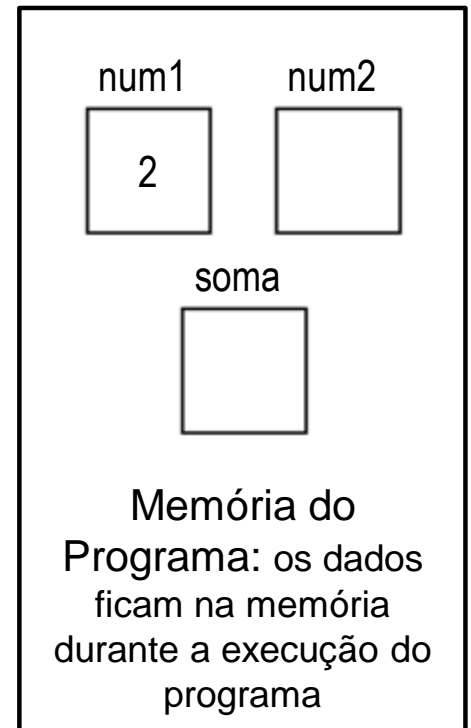 num1 num2
2
soma
Memória do
Programa: os dados
ficam na memória
durante a execução do
programa